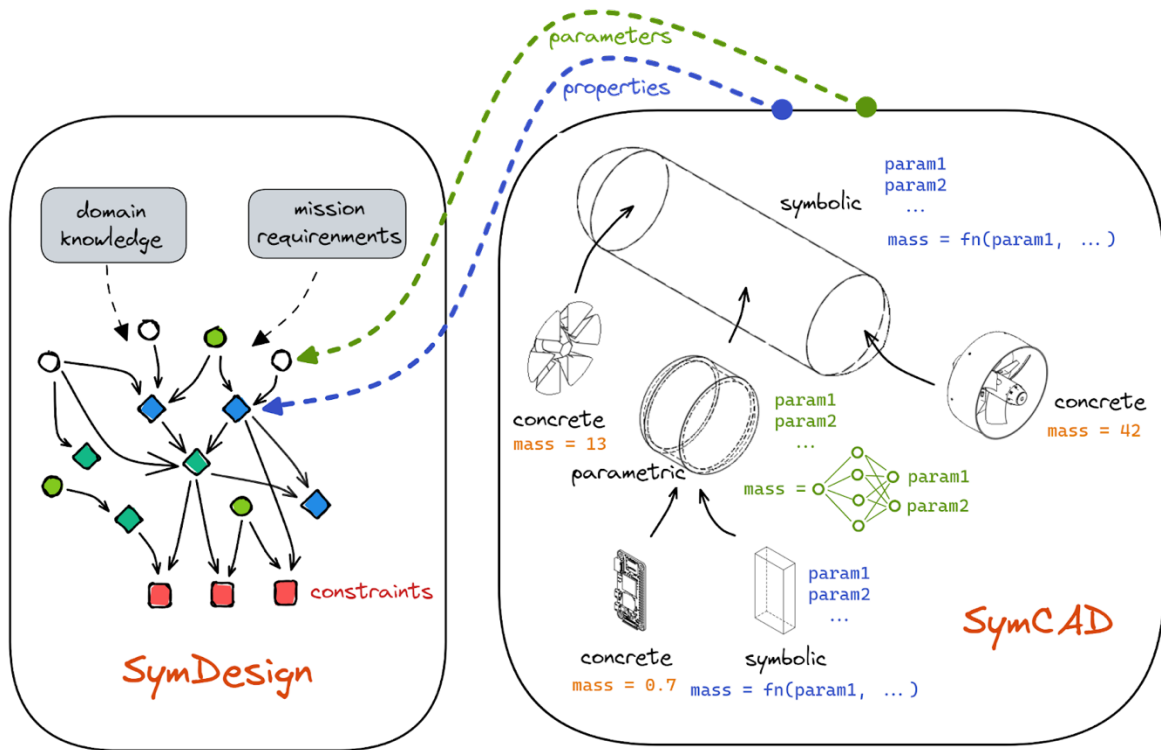 parameters
properties
domain
knowledge
mission
requirenments
constraints
SymDesign
param1
param2
...
symbolic
mass = fn(param1, ...)
concrete
mass = 13
param1
param2
...
parametric
mass =
param1
param2
concrete
mass = 42
param1
param2
...
concrete
mass = 0.7
symbolic
mass = fn(param1, ...)
SymCAD